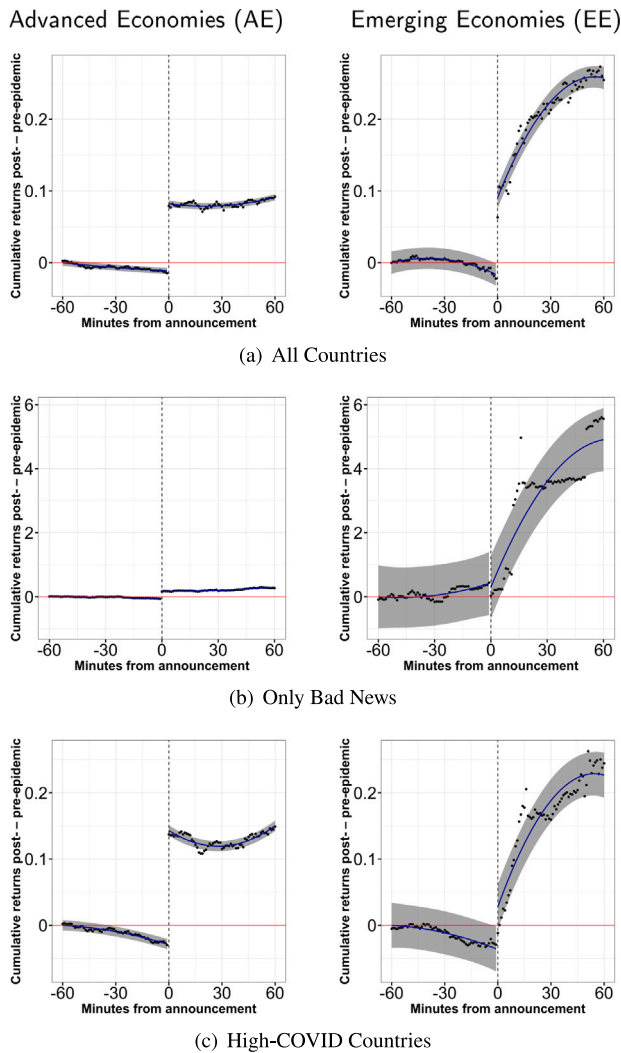 Advanced Economies (AE)
Emerging Economies (EE)
Cumulative returns post- – pre-epidemic
0.2
0.1
0
-60 -30 0 30 60
Minutes from announcement
Cumulative returns post- – pre-epidemic
0.2
0.1
0
-60 -30 0 30 60
Minutes from announcement
(a) All Countries
Cumulative returns post- – pre-epidemic
6
4
2
0
-60 -30 0 30 60
Minutes from announcement
Cumulative returns post- – pre-epidemic
6
4
2
0
-60 -30 0 30 60
Minutes from announcement
(b) Only Bad News
Cumulative returns post- – pre-epidemic
0.2
0.1
0
-60 -30 0 30 60
Minutes from announcement
Cumulative returns post- – pre-epidemic
0.2
0.1
0
-60 -30 0 30 60
Minutes from announcement
(c) High-COVID Countries